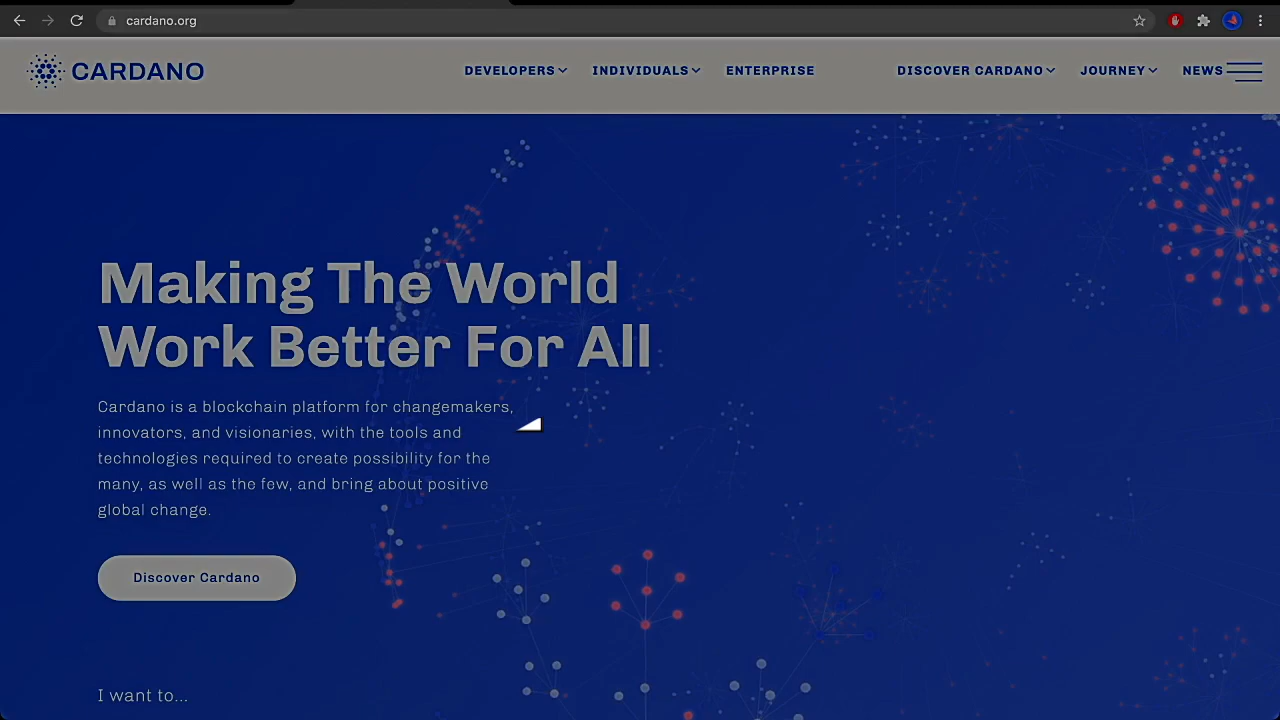 cardano.org
CARDANO
DEVELOPERS
INDIVIDUALS
ENTERPRISE
DISCOVER CARDANO
JOURNEY
NEWS
Making The World
Work Better For All
Cardano is a blockchain platform for changemakers,
innovators, and visionaries, with the tools and
technologies required to create possibility for the
many, as well as the few, and bring about positive
global change.
Discover Cardano
I want to...